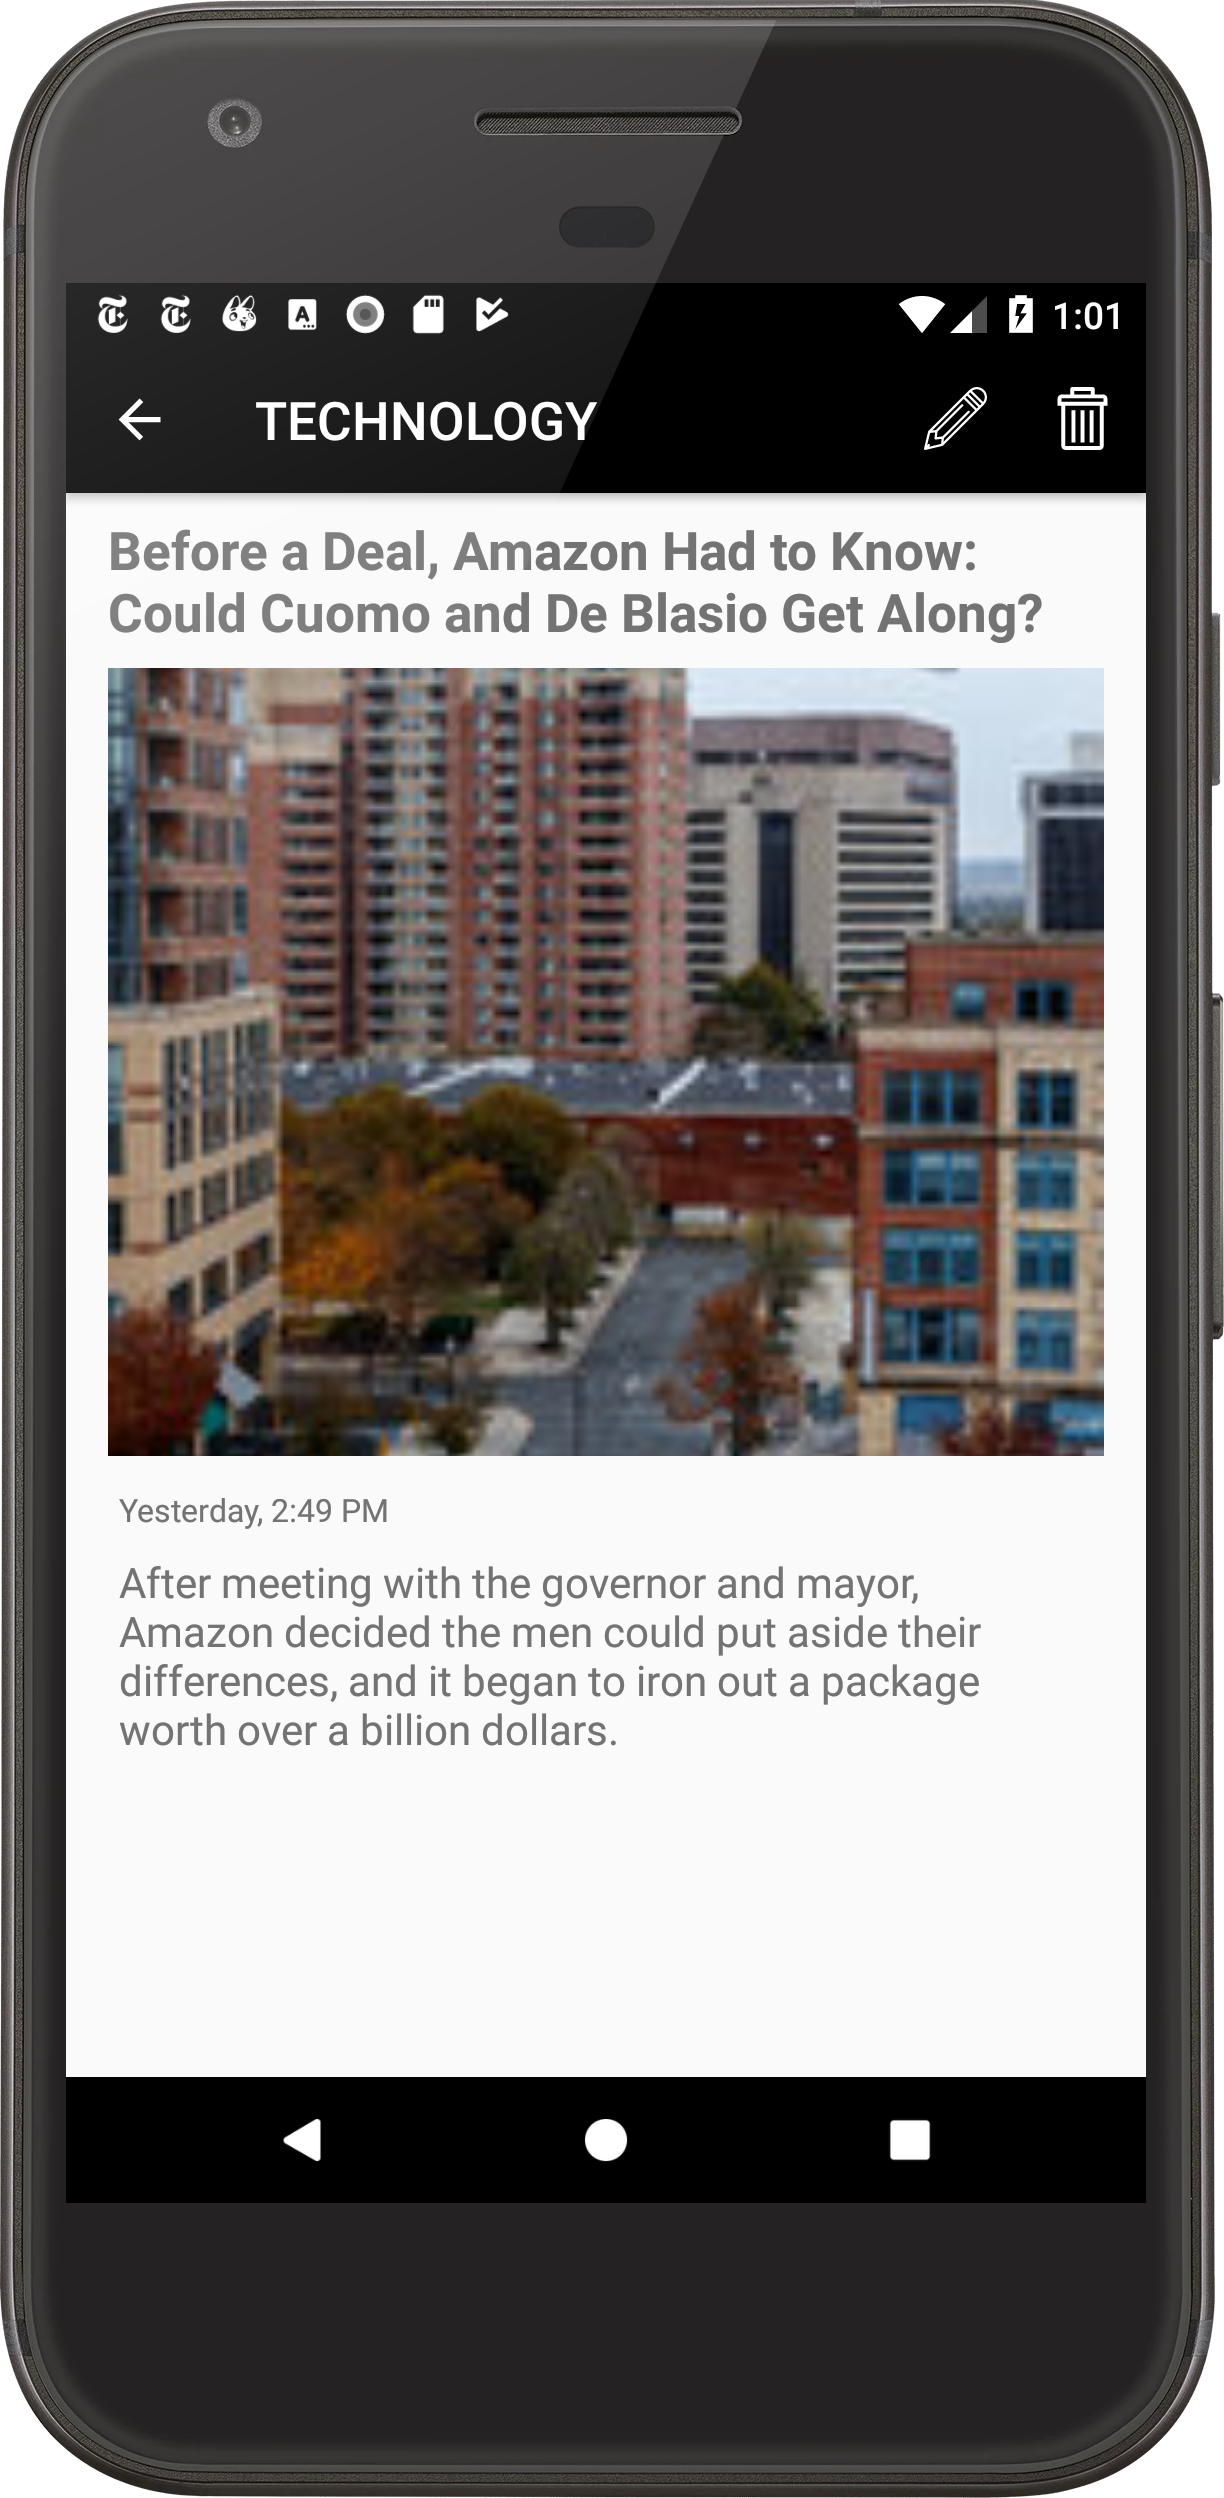 1:01
TECHNOLOGY
Before a Deal, Amazon Had to Know:
Could Cuomo and De Blasio Get Along?
Yesterday, 2:49 PM
After meeting with the governor and mayor,
Amazon decided the men could put aside their
differences, and it began to iron out a package
worth over a billion dollars.